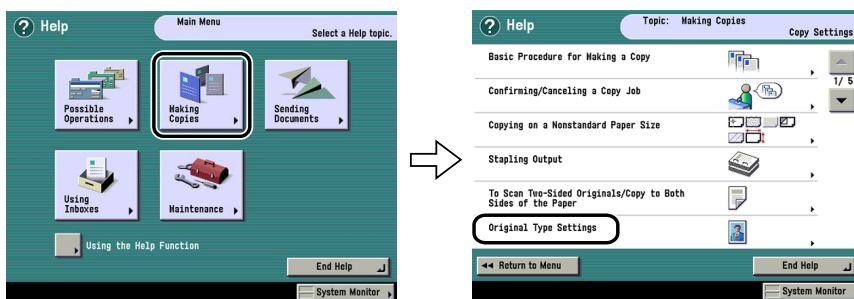 ? Help
Main Menu
Select a Help topic.
Possible
Operations
Making
Copies
Sending
Documents
Using
Inboxes
Maintenance
Using the Help Function
End Help
System Monitor
? Help
Topic: Making Copies
Copy Settings
Basic Procedure for Making a Copy
1/ 5
Confirming/Canceling a Copy Job
Copying on a Nonstandard Paper Size
Stapling Output
To Scan Two-Sided Originals/Copy to Both
Sides of the Paper
Original Type Settings
Return to Menu
End Help
System Monitor